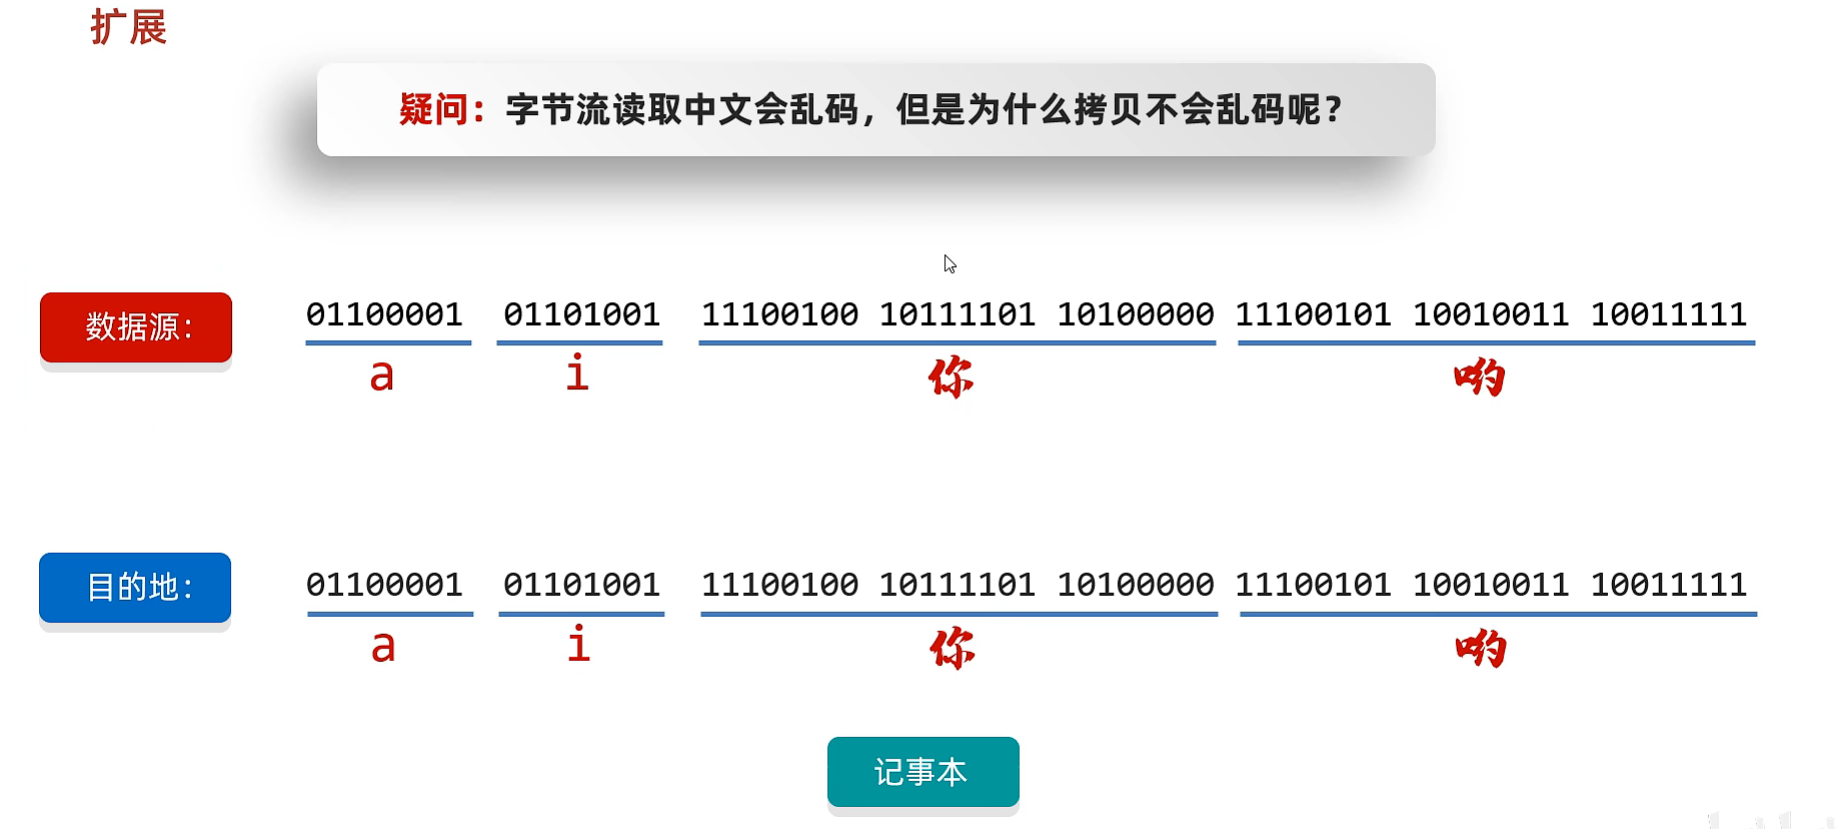 扩展
疑问：字节流读取中文会乱码，但是为什么拷贝不会乱码呢？
数据源： 01100001 01101001 11100100 10111101 10100000 11100101 10010011 10011111
a i 你 哟
目的地： 01100001 01101001 11100100 10111101 10100000 11100101 10010011 10011111
a i 你 哟
记事本